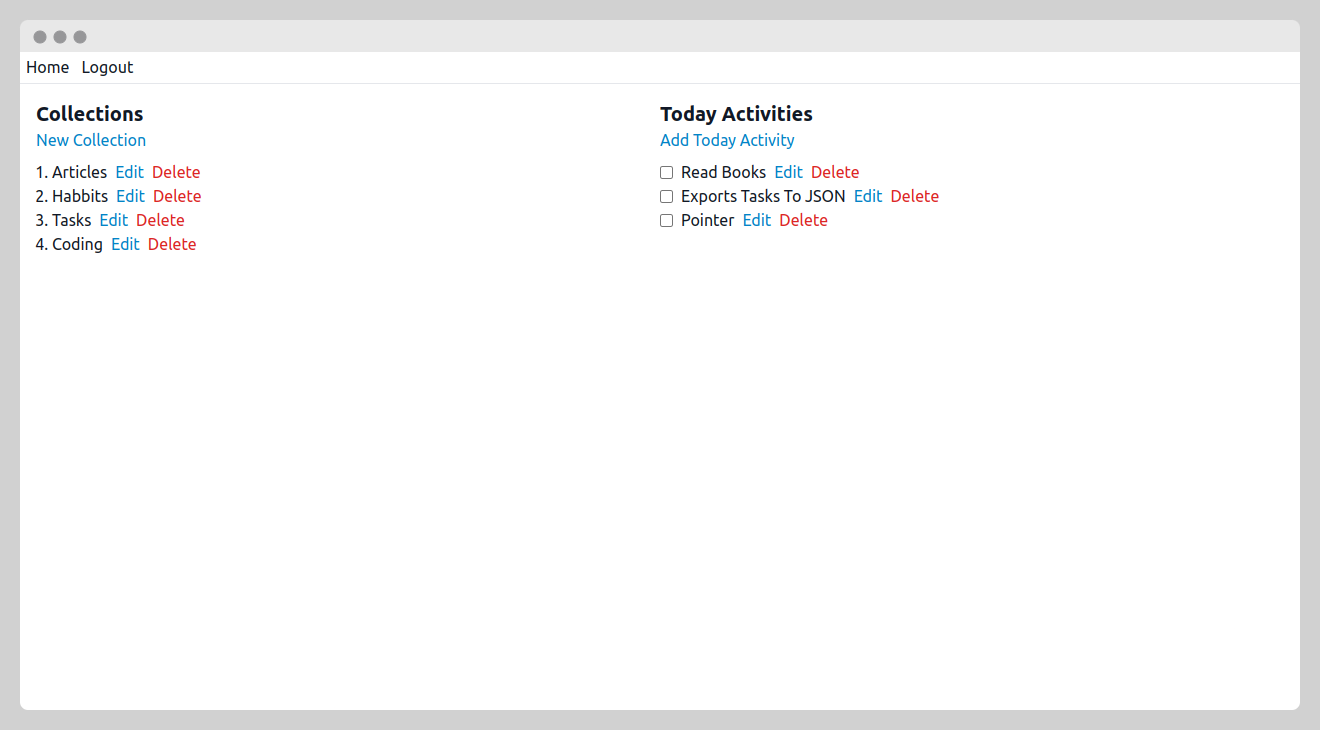 Home Logout
Collections
New Collection
1. Articles Edit Delete
2. Habbits Edit Delete
3. Tasks Edit Delete
4. Coding Edit Delete
Today Activities
Add Today Activity
Read Books Edit Delete
Exports Tasks To JSON Edit Delete
Pointer Edit Delete